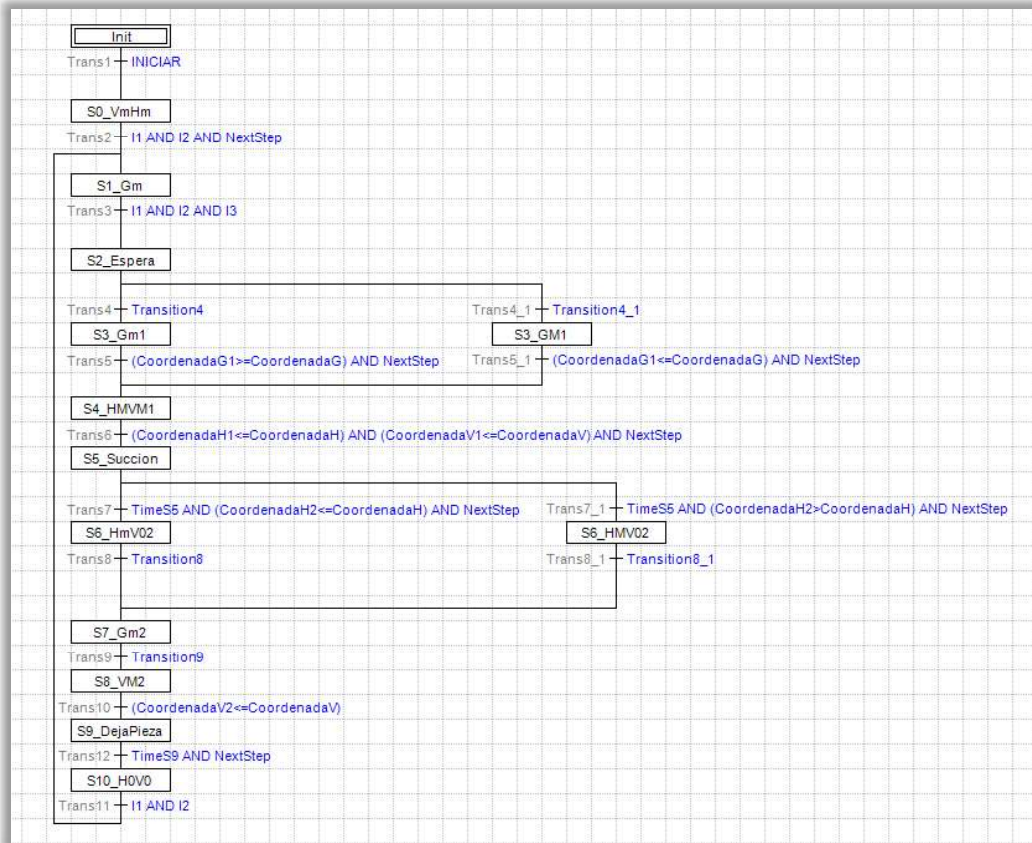 Init
Trans1 INICIAR
S0_VmHm
Trans2 I1 AND I2 AND NextStep
S1_Gm
Trans3 I1 AND I2 AND I3
S2_Espera
Trans4 Transition4 Trans4_1 Transition4_1
S3_Gm1 S3_GM1
Trans5 (CoordenadaG1>=CoordenadaG) AND NextStep Trans5_1 (CoordenadaG1<=CoordenadaG) AND NextStep
S4_HMVM1
Trans6 (CoordenadaH1<=CoordenadaH) AND (CoordenadaV1<=CoordenadaV) AND NextStep
S5_Succion
Trans7 TimeS5 AND (CoordenadaH2<=CoordenadaH) AND NextStep Trans7_1 TimeS5 AND (CoordenadaH2>CoordenadaH) AND NextStep
S6_HmV02 S6_HMV02
Trans8 Transition8 Trans8_1 Transition8_1
S7_Gm2
Trans9 Transition9
S8_VM2
Trans10 (CoordenadaV2<=CoordenadaV)
S9_DejaPieza
Trans12 TimeS9 AND NextStep
S10_H0V0
Trans11 I1 AND I2